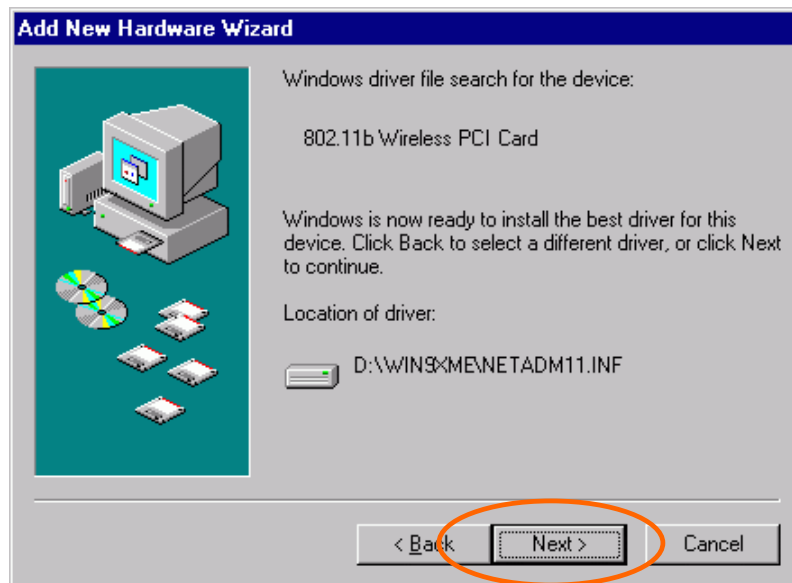 Add New Hardware Wizard
Windows driver file search for the device:
802.11b Wireless PCI Card
Windows is now ready to install the best driver for this
device. Click Back to select a different driver, or click Next
to continue.
Location of driver:
D:\WIN9XME\NETADM11.INF
< Back
Next >
Cancel